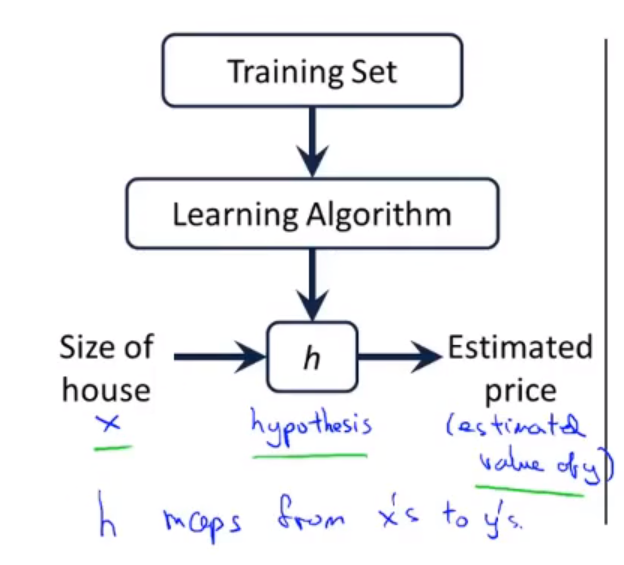 Training Set
Learning Algorithm
Size of
house
h
Estimated
price
x
hypothesis
(estimated
value of y)
h maps from x's to y's.